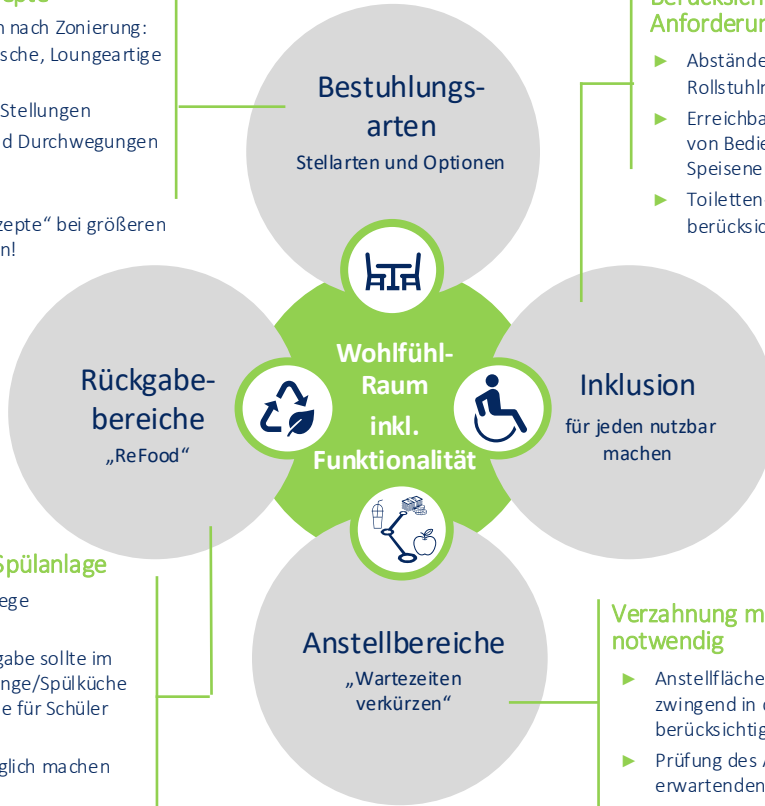 n nach Zonierung:
sche, Loungeartige
Stellungen
d Durchwegungen
zepte“ bei größeren
n!
Bestuhlungs-
arten
Stellarten und Optionen
Anforderun
► Abstände
Rollstuhlr
► Erreichba
von Bedie
Speisene
► Toiletten
berücksic
Rückgabe-
bereiche
„ReFood“
Wohlfühl-
Raum
inkl.
Funktionalität
Inklusion
für jeden nutzbar
machen
Spülanlage
ege
gabe sollte im
nge/Spülküche
e für Schüler
glich machen
Anstellbereiche
„Wartezeiten
verkürzen“
Verzahnung m
notwendig
► Anstellfläche
zwingend in
berücksichtig
► Prüfung des A
erwartenden